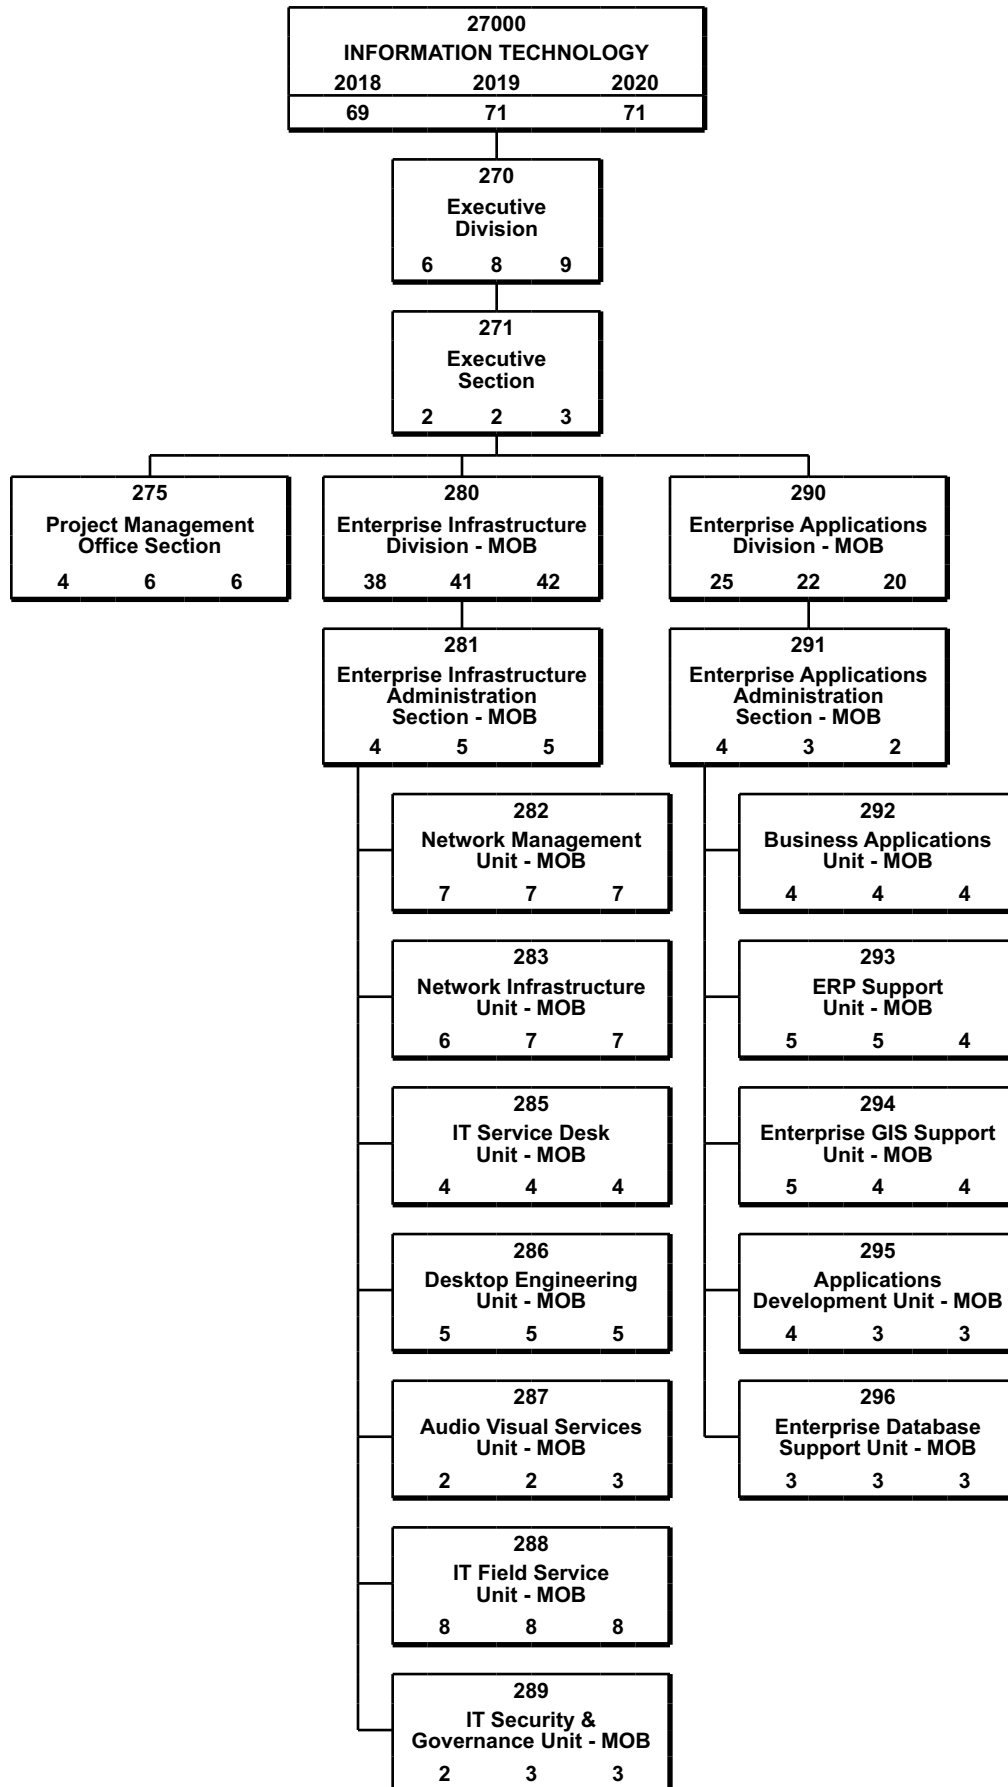 27000
INFORMATION TECHNOLOGY
2018 2019 2020
69 71 71
270
Executive
Division
6 8 9
271
Executive
Section
2 2 3
275
Project Management
Office Section
4 6 6
280
Enterprise Infrastructure
Division - MOB
38 41 42
290
Enterprise Applications
Division - MOB
25 22 20
281
Enterprise Infrastructure
Administration
Section - MOB
4 5 5
291
Enterprise Applications
Administration
Section - MOB
4 3 2
282
Network Management
Unit - MOB
7 7 7
292
Business Applications
Unit - MOB
4 4 4
283
Network Infrastructure
Unit - MOB
6 7 7
293
ERP Support
Unit - MOB
5 5 4
285
IT Service Desk
Unit - MOB
4 4 4
294
Enterprise GIS Support
Unit - MOB
5 4 4
286
Desktop Engineering
Unit - MOB
5 5 5
295
Applications
Development Unit - MOB
4 3 3
287
Audio Visual Services
Unit - MOB
2 2 3
296
Enterprise Database
Support Unit - MOB
3 3 3
288
IT Field Service
Unit - MOB
8 8 8
289
IT Security &
Governance Unit - MOB
2 3 3